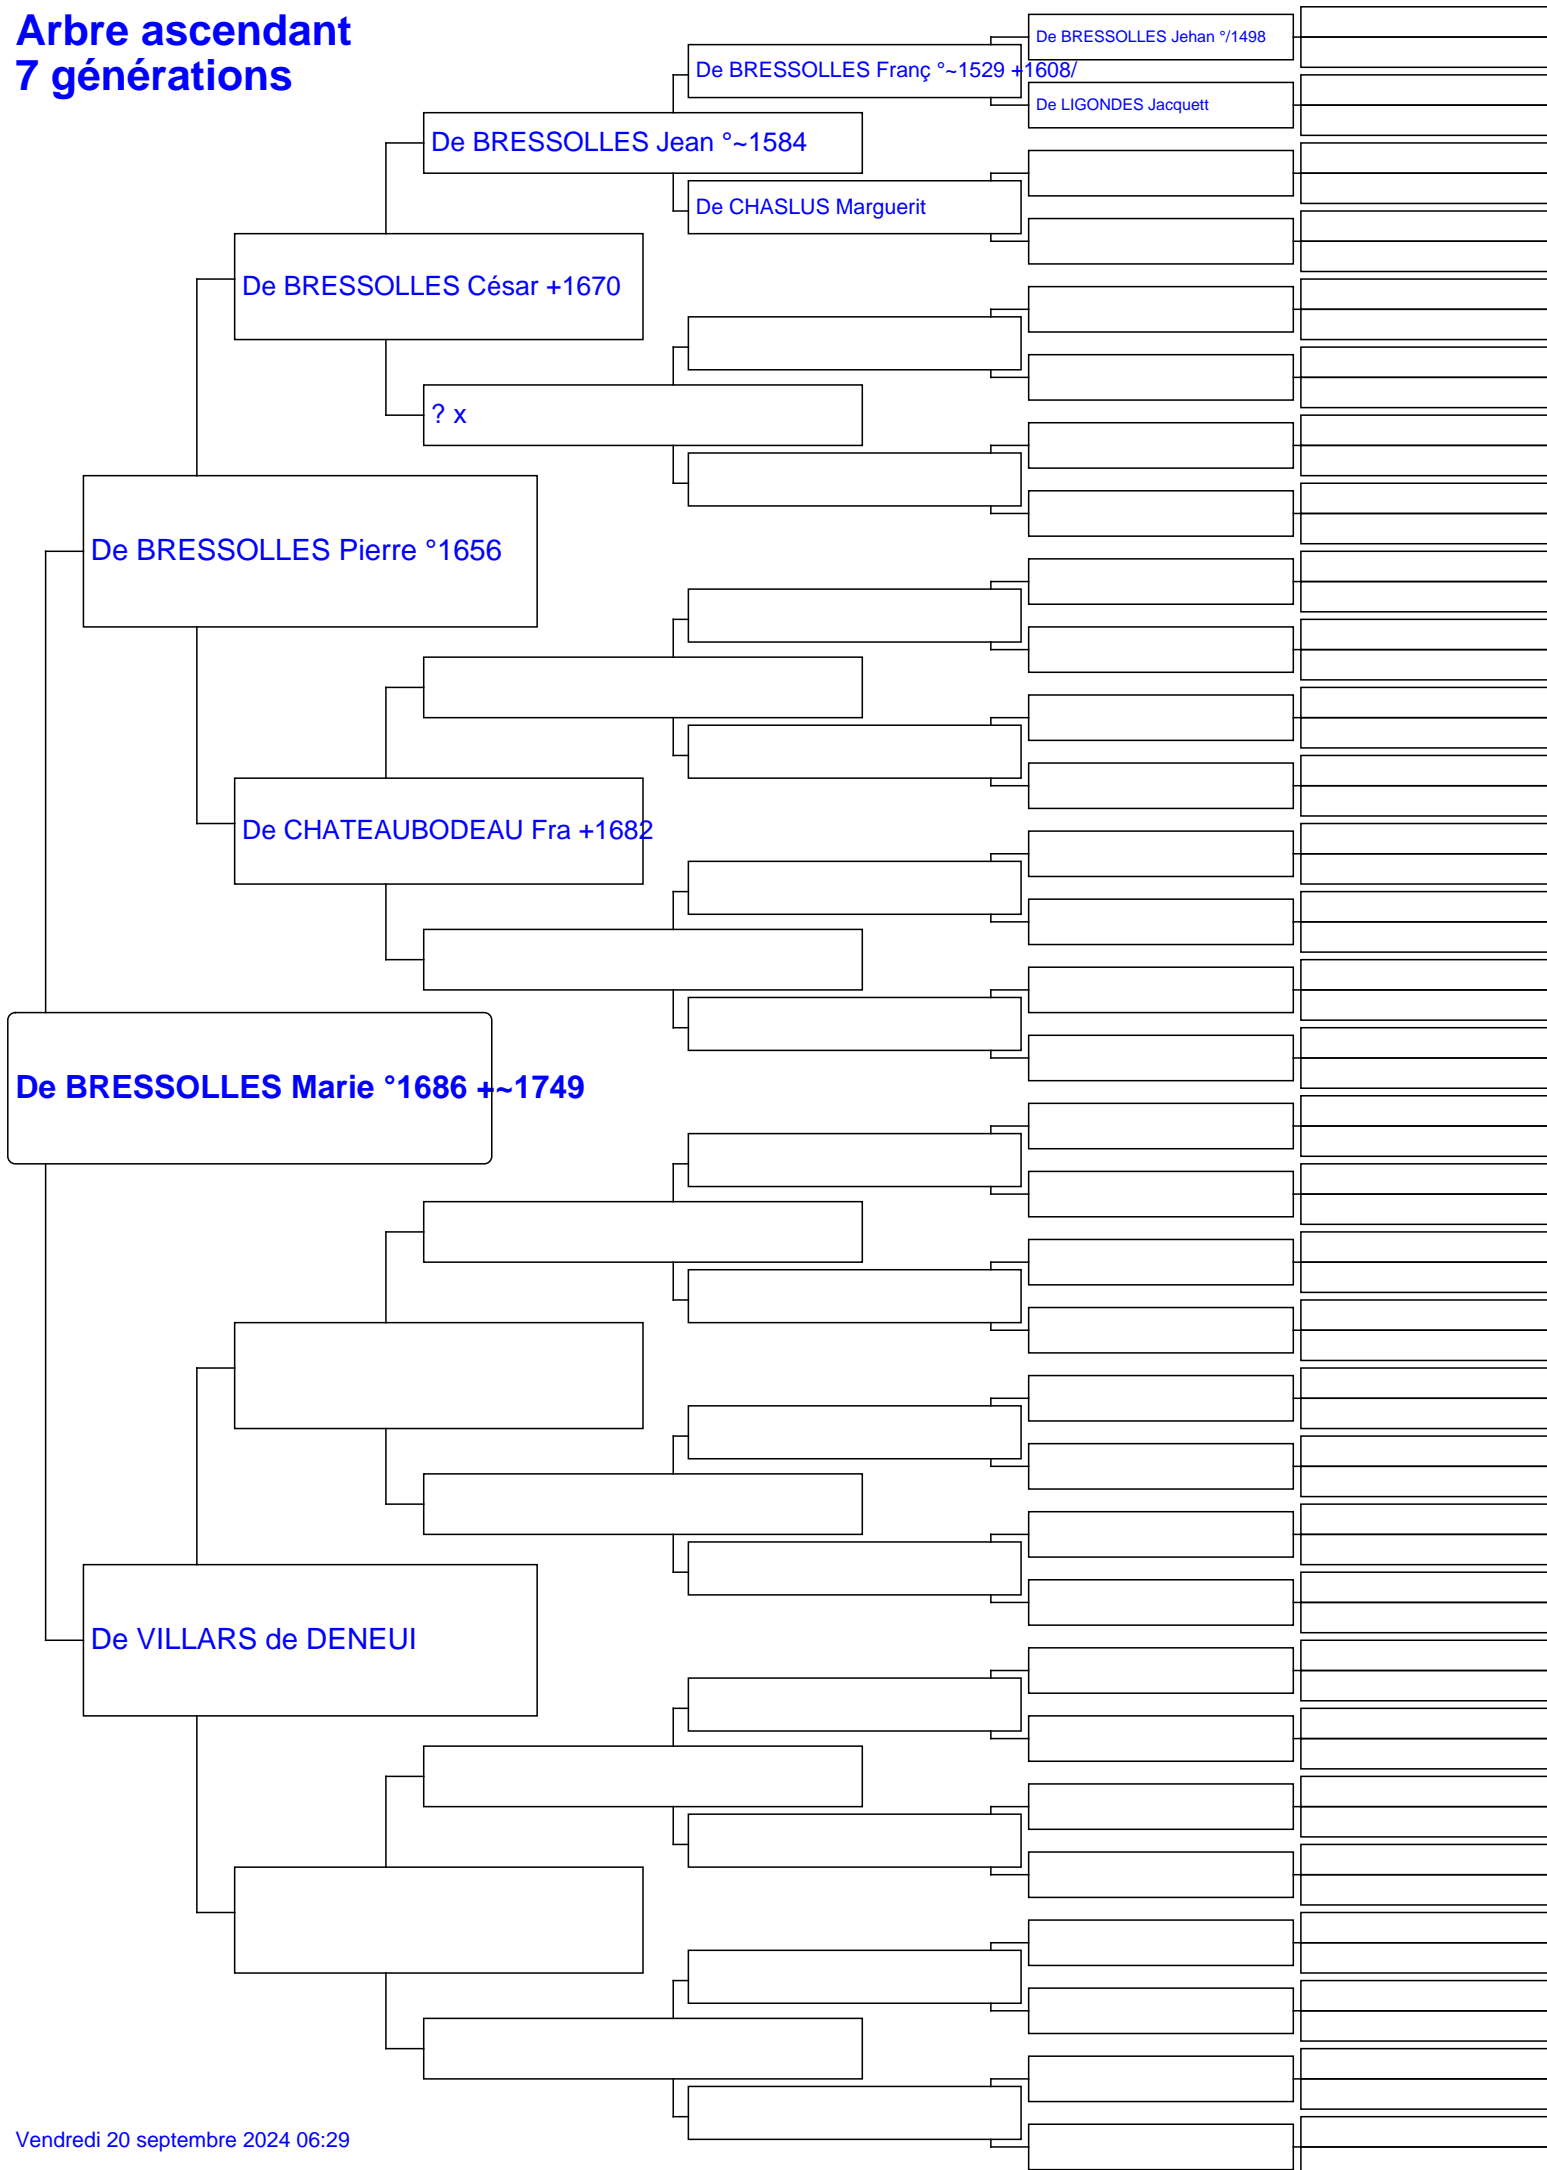 Arbre ascendant
7 générations
De BRESSOLLES Jehan °/1498
De BRESSOLLES Franç °~1529 +1608/
De LIGONDES Jacquett
De BRESSOLLES Jean °~1584
De CHASLUS Marguerit
De BRESSOLLES César +1670
? x
De BRESSOLLES Pierre °1656
De CHATEAUBODEAU Fra +1682
De BRESSOLLES Marie °1686 +~1749
De VILLARS de DENEUI
Vendredi 20 septembre 2024 06:29